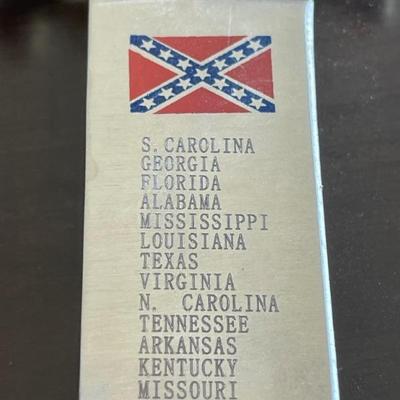 S. CAROLINA
GEORGIA
FLORIDA
ALABAMA
MISSISSIPPI
LOUISIANA
TEXAS
VIRGINIA
N. CAROLINA
TENNESSEE
ARKANSAS
KENTUCKY
MISSOURI